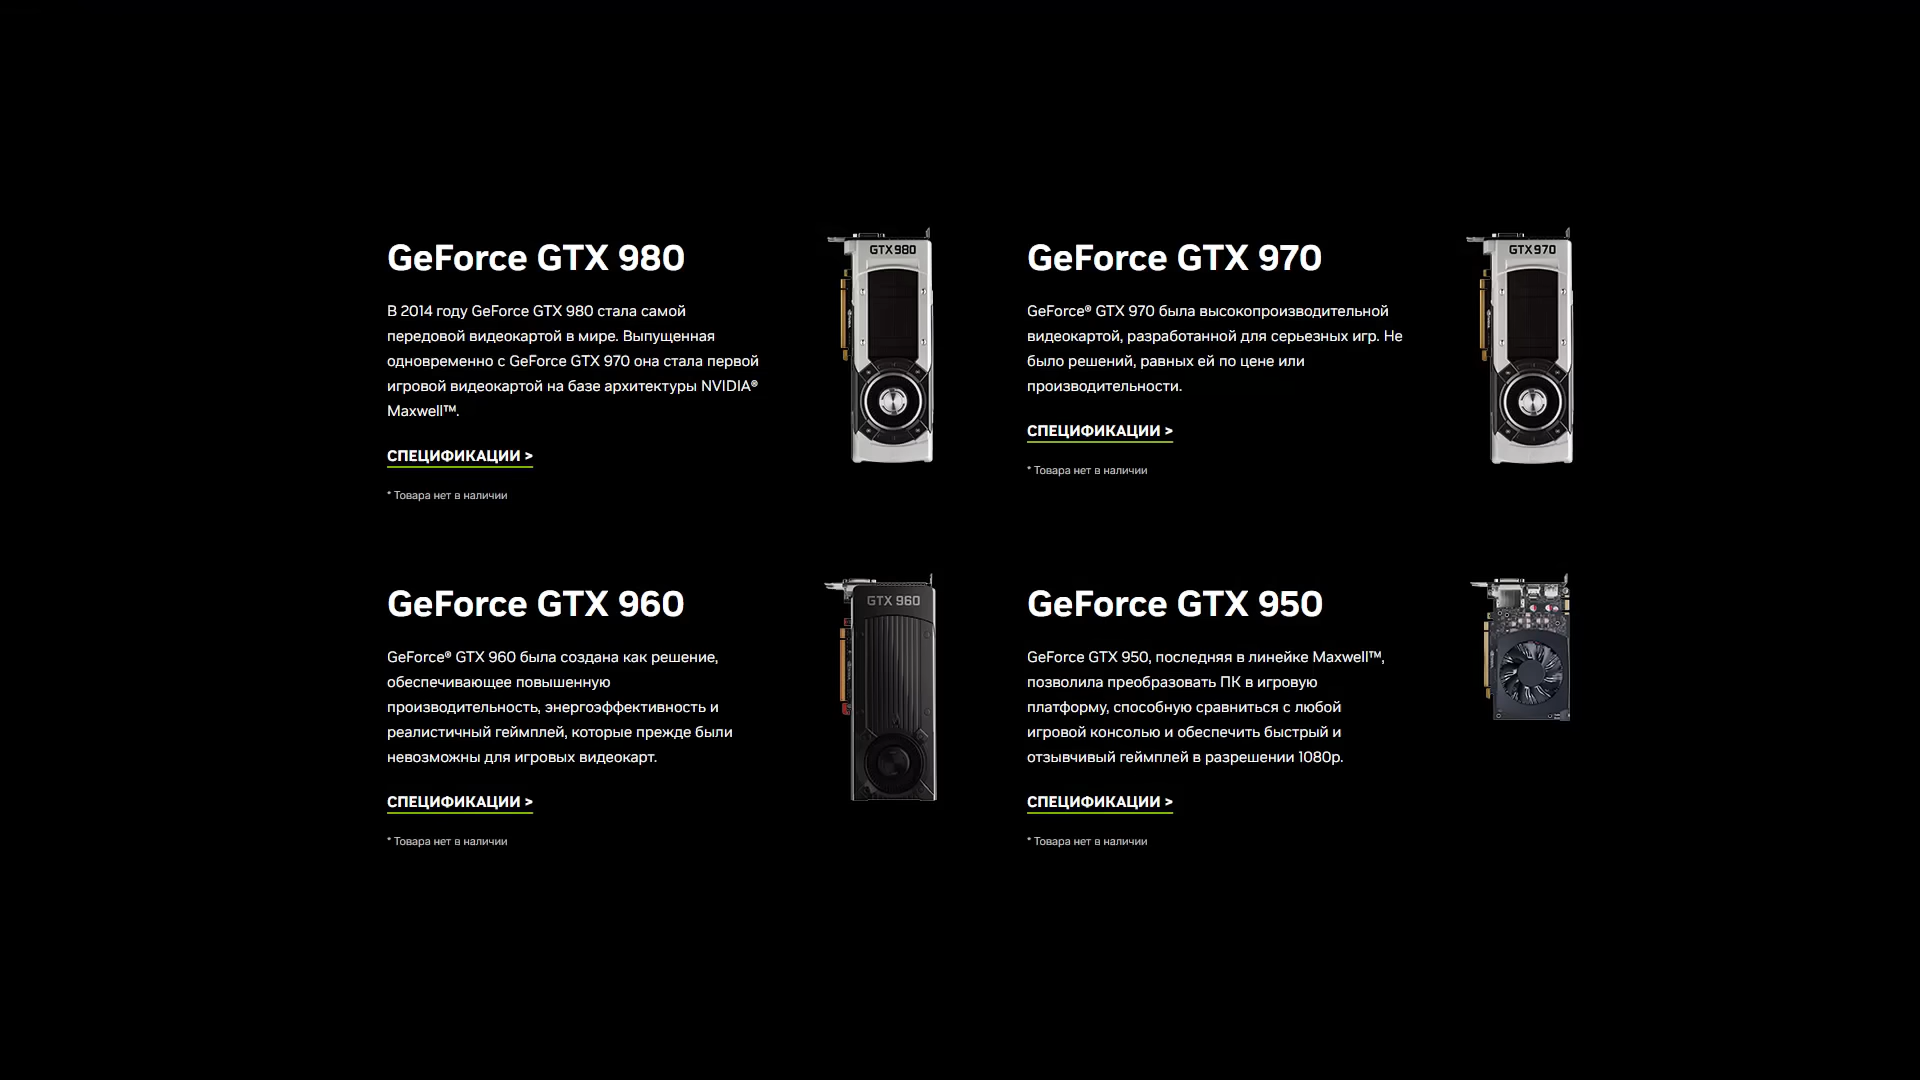 GeForce GTX 980
В 2014 году GeForce GTX 980 стала самой
передовой видеокартой в мире. Выпущенная
одновременно с GeForce GTX 970 она стала первой
игровой видеокартой на базе архитектуры NVIDIA®
Maxwell™.
СПЕЦИФИКАЦИИ >
* Товара нет в наличии
GTX 980
GeForce GTX 970
GeForce® GTX 970 была высокопроизводительной
видеокартой, разработанной для серьезных игр. Не
было решений, равных ей по цене или
производительности.
СПЕЦИФИКАЦИИ >
* Товара нет в наличии
GTX 970
GeForce GTX 960
GeForce® GTX 960 была создана как решение,
обеспечивающее повышенную
производительность, энергоэффективность и
реалистичный геймплей, которые прежде были
невозможны для игровых видеокарт.
СПЕЦИФИКАЦИИ >
* Товара нет в наличии
GTX 960
GeForce GTX 950
GeForce GTX 950, последняя в линейке Maxwell™,
позволила преобразовать ПК в игровую
платформу, способную сравниться с любой
игровой консолью и обеспечить быстрый и
отзывчивый геймплей в разрешении 1080p.
СПЕЦИФИКАЦИИ >
* Товара нет в наличии